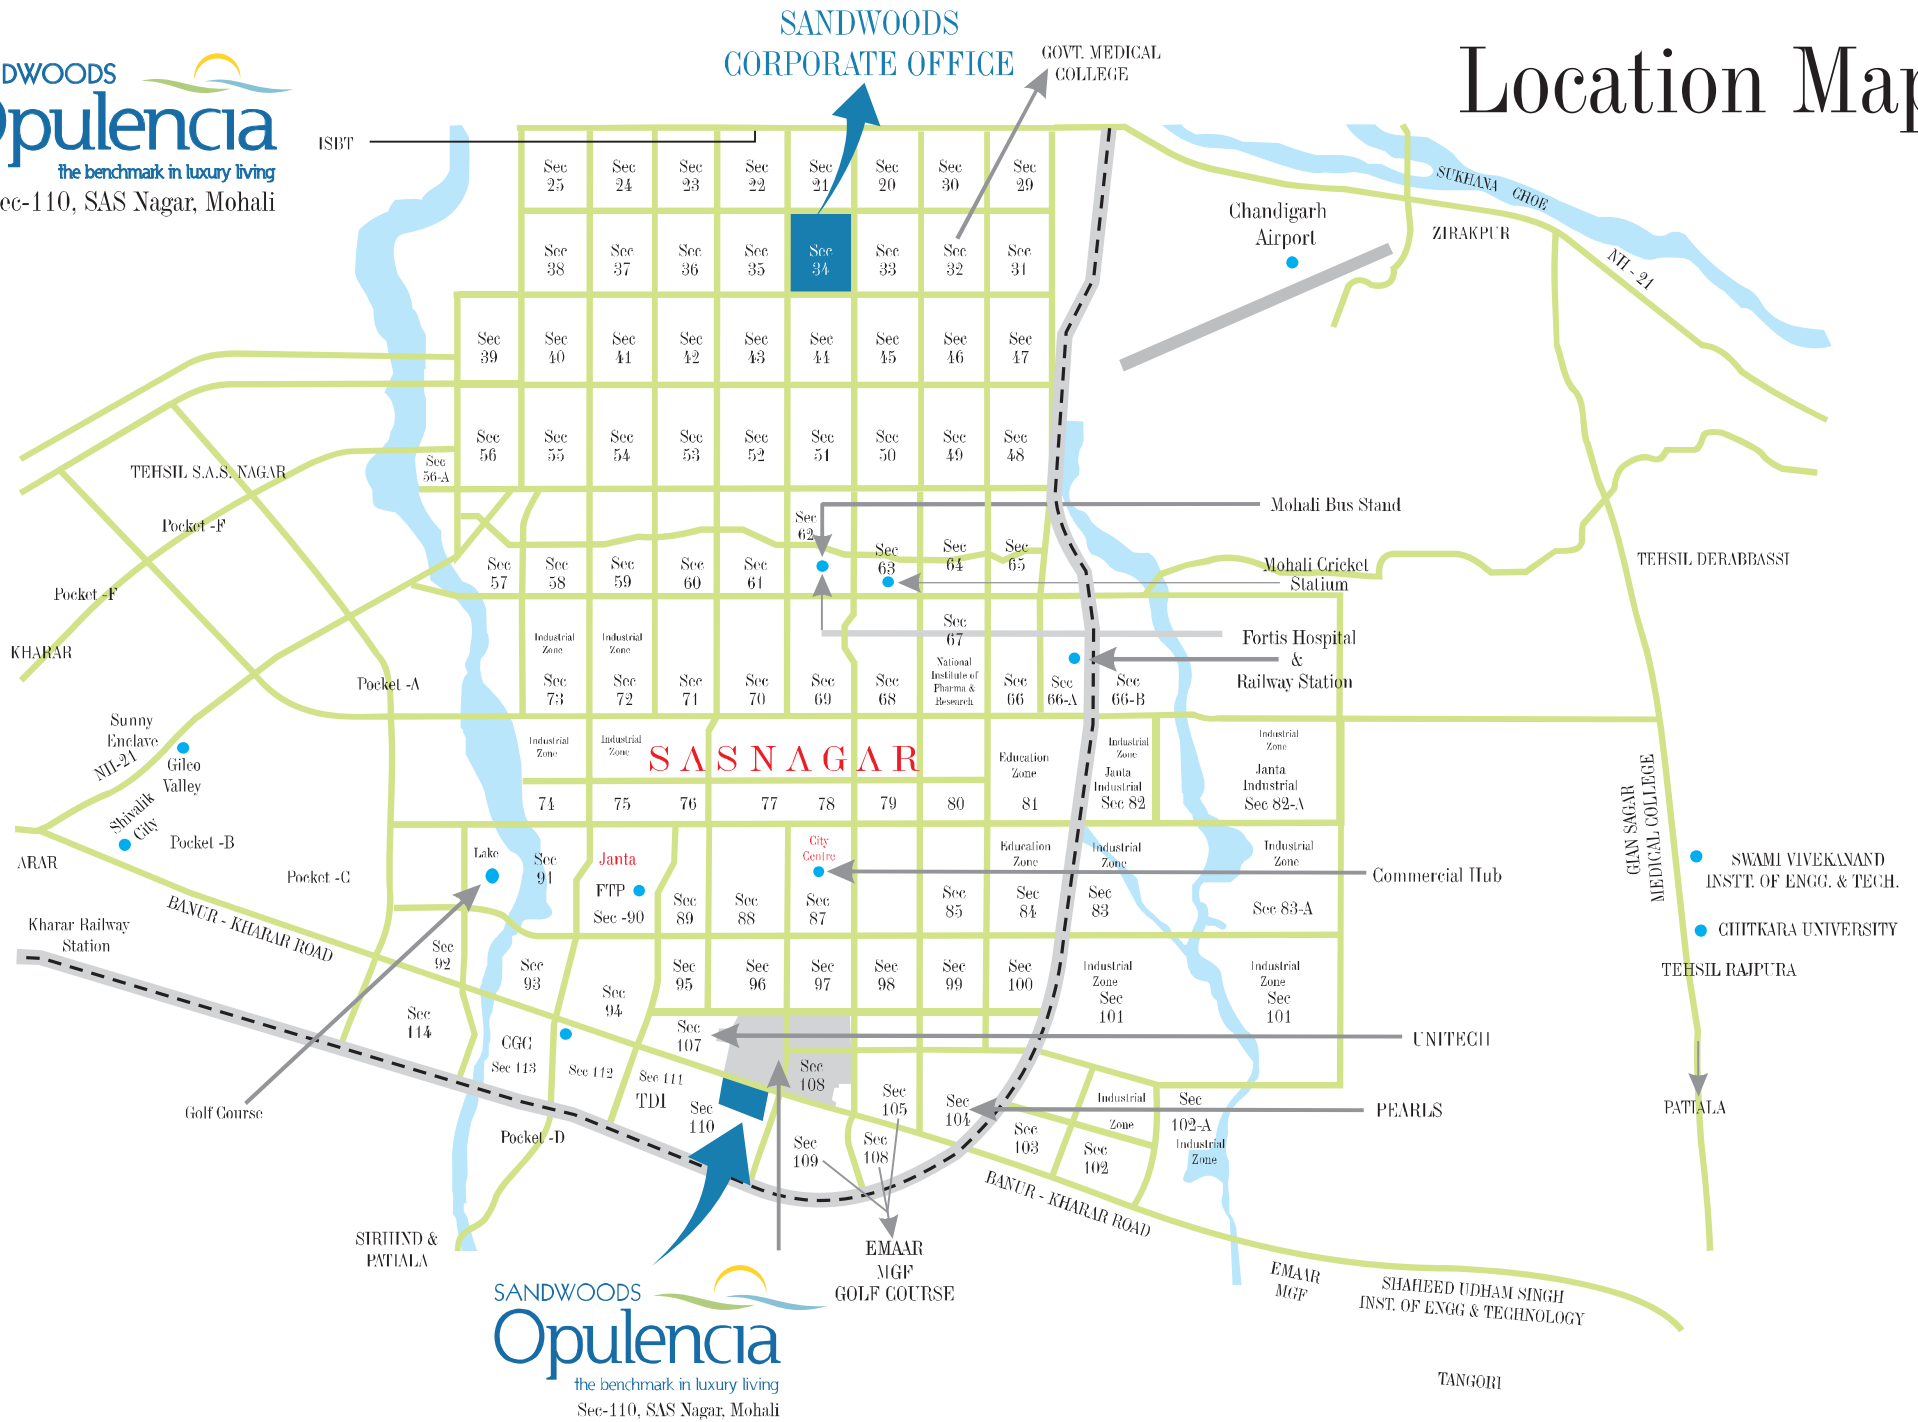 SANDWOODS
CORPORATE OFFICE
GOVT. MEDICAL
COLLEGE
Location Map
DWOODS
Opulencia
the benchmark in luxury living
ec-110, SAS Nagar, Mohali
ISBT
Sec 25
Sec 24
Sec 23
Sec 22
Sec 21
Sec 20
Sec 30
Sec 29
SUKHANA CHOE
Chandigarh
Airport
ZIRAKPUR
NH - 21
Sec 38
Sec 37
Sec 36
Sec 35
Sec 34
Sec 33
Sec 32
Sec 31
Sec 39
Sec 40
Sec 41
Sec 42
Sec 43
Sec 44
Sec 45
Sec 46
Sec 47
Sec 56
Sec 55
Sec 54
Sec 53
Sec 52
Sec 51
Sec 50
Sec 49
Sec 48
Sec 56-A
TEHSIL S.A.S. NAGAR
Pocket -F
Pocket -F
KHARAR
Pocket -A
Sec 62
Sec 63
Sec 64
Sec 65
Mohali Bus Stand
Mohali Cricket
Statium
TEHSIL DERABBASSI
Sec 57
Sec 58
Sec 59
Sec 60
Sec 61
Sec 67
Fortis Hospital
&
Railway Station
Industrial Zone
Industrial Zone
National
Institute of
Pharma &
Research
Sec 73
Sec 72
Sec 71
Sec 70
Sec 69
Sec 68
Sec 66
Sec 66-A
Sec 66-B
Sunny
Enclave
NH-21
Gilco
Valley
Shivalik
City
Pocket -B
Pocket -C
ARAR
Industrial Zone
Industrial Zone
SASNAGAR
Education Zone
Industrial Zone
Janta
Industrial
Sec 82
Industrial Zone
Janta
Industrial
Sec 82-A
74
75
76
77
78
79
80
81
GIAN SAGAR
MEDICAL COLLEGE
Lake
Sec 91
Janta
FTP
Sec -90
City
Centre
Education Zone
Industrial Zone
Industrial Zone
Commercial Hub
SWAMI VIVEKANAND
INSTT. OF ENGG. & TECH.
Sec 89
Sec 88
Sec 87
Sec 85
Sec 84
Sec 83
Sec 83-A
CHITKARA UNIVERSITY
TEHSIL RAJPURA
BANUR - KHARAR ROAD
Kharar Railway
Station
Sec 92
Sec 93
Sec 94
Sec 95
Sec 96
Sec 97
Sec 98
Sec 99
Sec 100
Industrial Zone
Sec 101
Industrial Zone
Sec 101
Sec 114
CGC
Sec 113
Sec 112
Sec 107
UNITECH
Sec 111
TDI
Sec 110
Sec 108
Sec 105
Sec 104
PEARLS
Industrial
Zone
Sec
102-A
Industrial
Zone
PATIALA
Golf Course
Pocket -D
Sec 109
Sec 108
Sec 103
Sec 102
BANUR - KHARAR ROAD
SIRHIND &
PATIALA
EMAAR
MGF
GOLF COURSE
EMAAR
MGF
SHAHEED UDHAM SINGH
INST. OF ENGG & TECHNOLOGY
TANGORI
SANDWOODS
Opulencia
the benchmark in luxury living
Sec-110, SAS Nagar, Mohali